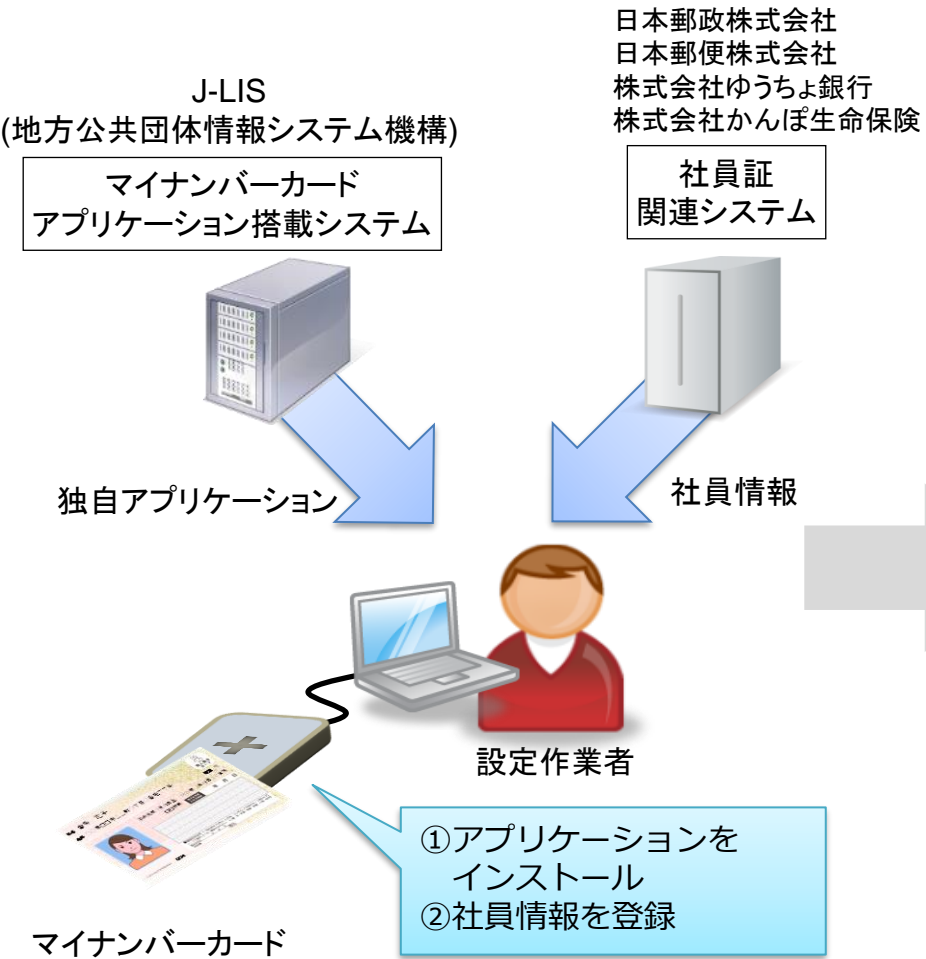 日本郵政株式会社
日本郵便株式会社
株式会社ゆうちょ銀行
株式会社かんぽ生命保険
J-LIS
(地方公共団体情報システム機構)
マイナンバーカード
アプリケーション搭載システム
社員証
関連システム
独自アプリケーション
社員情報
設定作業者
①アプリケーションを
インストール
②社員情報を登録
マイナンバーカード